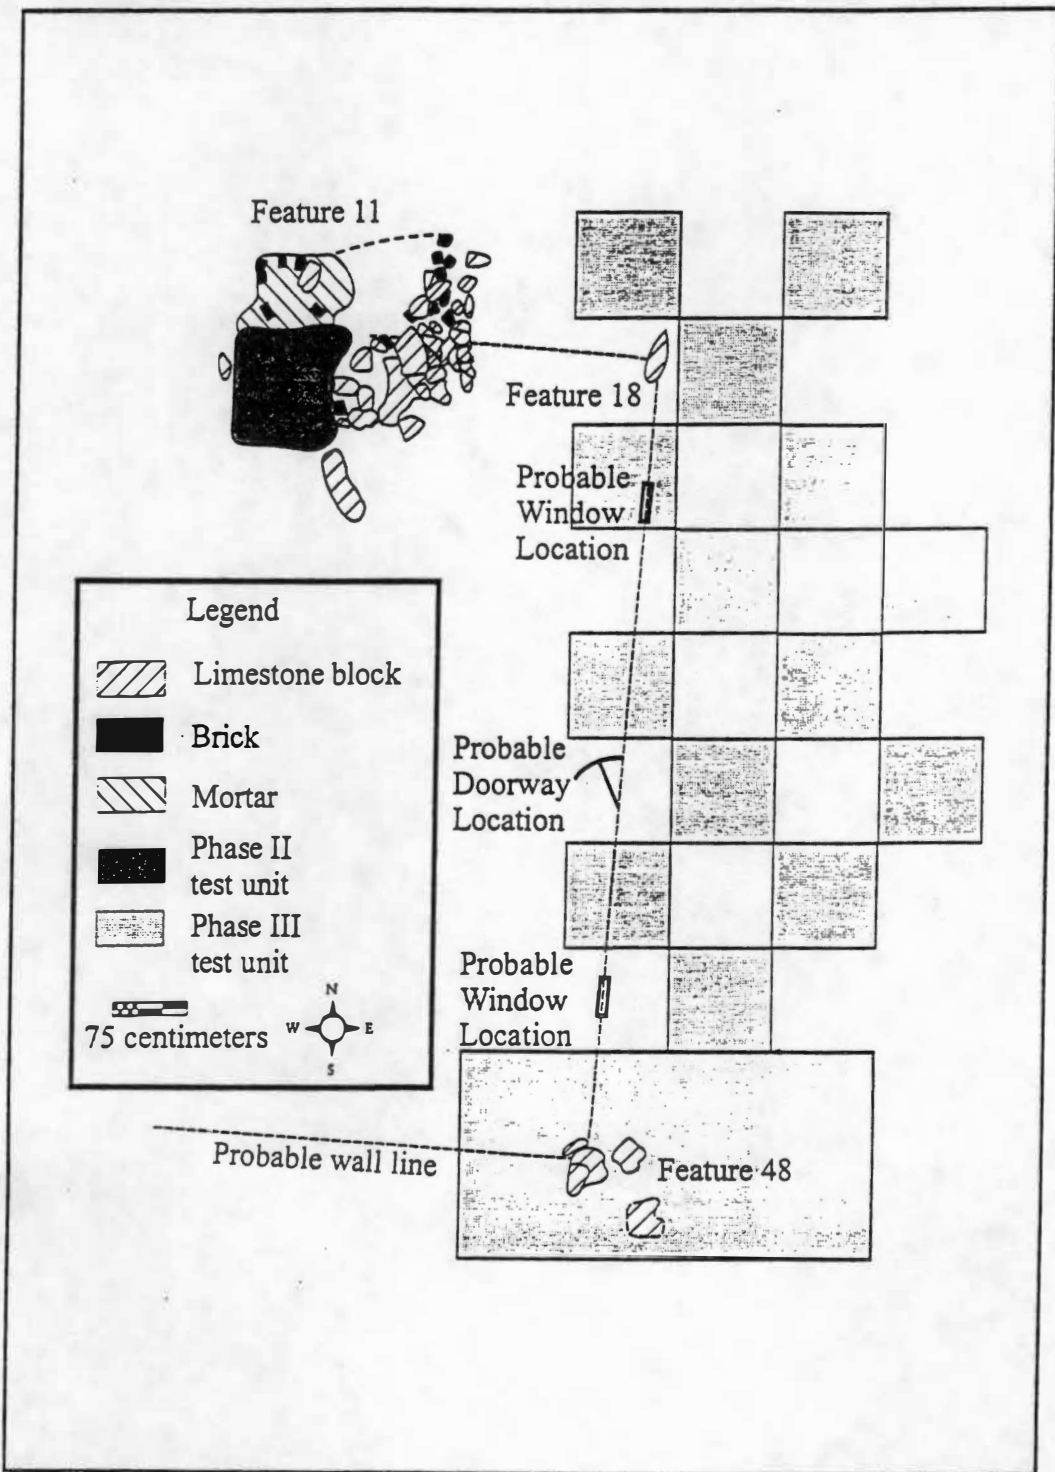 Feature 11
Feature 18
Probable
Window
Location
Legend
Limestone block
Brick
Mortar
Phase II
test unit
Phase III
test unit
75 centimeters
N
W
E
S
Probable
Doorway
Location
Probable
Window
Location
Probable wall line
Feature 48